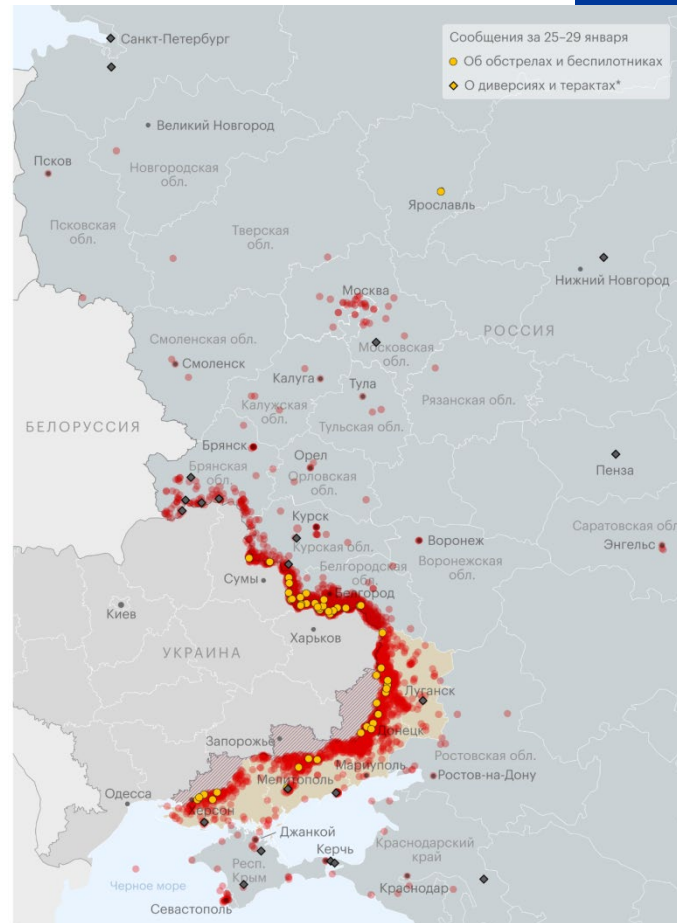 Сообщения за 25–29 января
Об обстрелах и беспилотниках
О диверсиях и терактах*
Санкт-Петербург
Великий Новгород
Псков
Новгородская
обл.
Псковская
обл.
Ярославль
Тверская
обл.
Нижний Новгород
Москва
РОССИЯ
Смоленская обл.
Смоленск
Московская
обл.
Калуга
Тула
Калужская
обл.
Рязанская обл.
Тульская обл.
БЕЛОРУССИЯ
Брянск
Брянская
обл.
Орел
Орловская
обл.
Пенза
Курск
Курская обл.
Воронеж
Воронежская
обл.
Саратовская обл.
Энгельс
Белгородская
обл.
Белгород
Сумы
Киев
Харьков
УКРАИНА
Луганск
Запорожье
Донецк
Ростовская обл.
Мариуполь
Мелитополь
Ростов-на-Дону
Одесса
Херсон
Джанкой
Керчь
Краснодарский
край
Респ.
Крым
Черное море
Краснодар
Севастополь